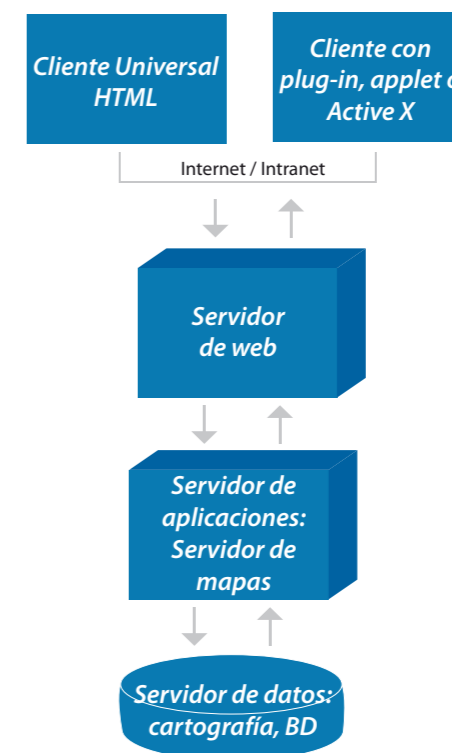 Cliente Universal
HTML
Cliente con
plug-in, applet o
Active X
Internet / Intranet
Servidor
de web
Servidor de
aplicaciones:
Servidor de
mapas
Servidor de datos:
cartografía, BD